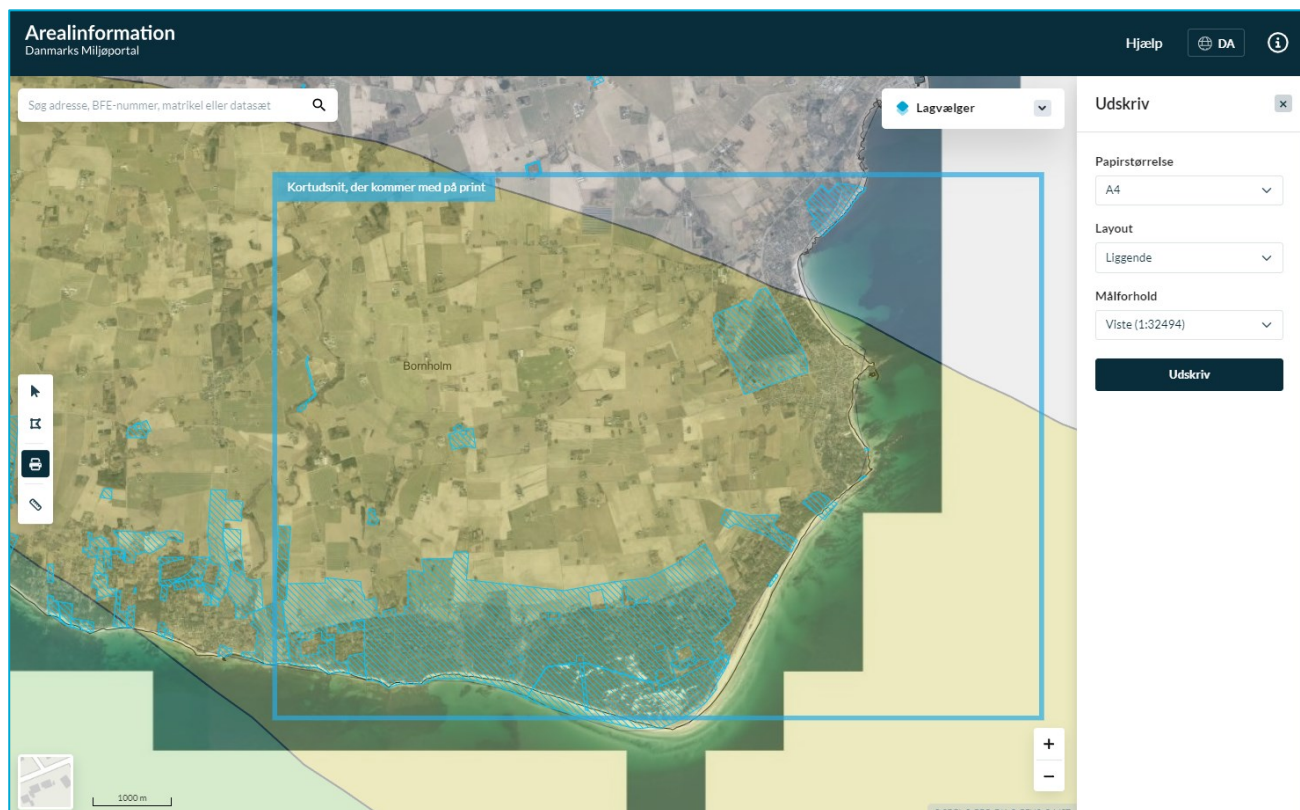 Arealinformation
Danmarks Miljøportal
Hjælp
DA
Søg adresse, BFE-nummer, matrikel eller datasæt
Lagvælger
Udskriv
Kortudsnit, der kommer med på print
Papirstørrelse
A4
Layout
Liggende
Målforhold
Viste (1:32494)
Udskriv
Bornholm
1000 m